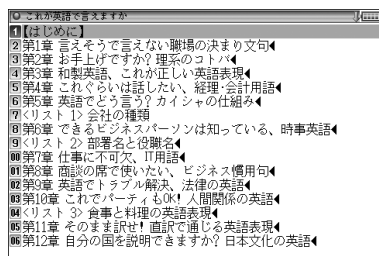 これが英語で言えますか
1【はじめに】
2第1章 言えそうで言えない職場の決まり文句◀
3第2章 お手上げですか? 理系のコトバ◀
4第3章 和製英語、これが正しい英語表現◀
5第4章 これぐらいは話したい、経理・会計用語◀
6第5章 英語でどう言う? カイシャの仕組み◀
7<リスト 1> 会社の種類
8第6章 できるビジネスパーソンは知っている、時事英語◀
9<リスト 2> 部署名と役職名◀
00第7章 仕事に不可欠、IT用語◀
01第8章 商談の席で使いたい、ビジネス慣用句◀
02第9章 英語でトラブル解決、法律の英語◀
03第10章 これでパーティもOK! 人間関係の英語◀
04<リスト 3> 食事と料理の英語表現◀
05第11章 そのまま訳せ! 直訳で通じる英語表現◀
06第12章 自分の国を説明できますか? 日本文化の英語◀